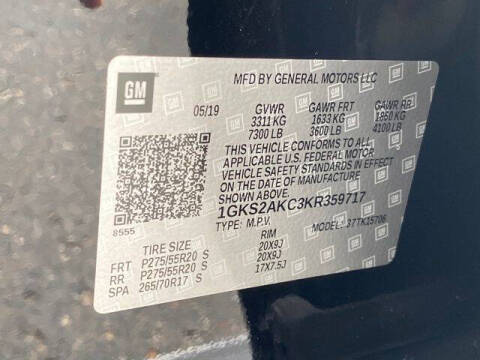 GM
MFD BY GENERAL MOTORS LLC
05/19 GVWR GAWR FRT GAWR RR
3311 KG 1633 KG 1850 KG
7300 LB 3600 LB 4100 LB
THIS VEHICLE CONFORMS TO ALL
APPLICABLE U.S. FEDERAL MOTOR
VEHICLE SAFETY STANDARDS IN EFFECT
ON THE DATE OF MANUFACTURE
SHOWN ABOVE.
1GKS2AKC3KR359717
8555 TYPE: M.P.V. MODEL:
TIRE SIZE RIM
FRT P275/55R20 S 20X9J
RR P275/55R20 S 20X9J
SPA 265/70R17 S 17X7.5J